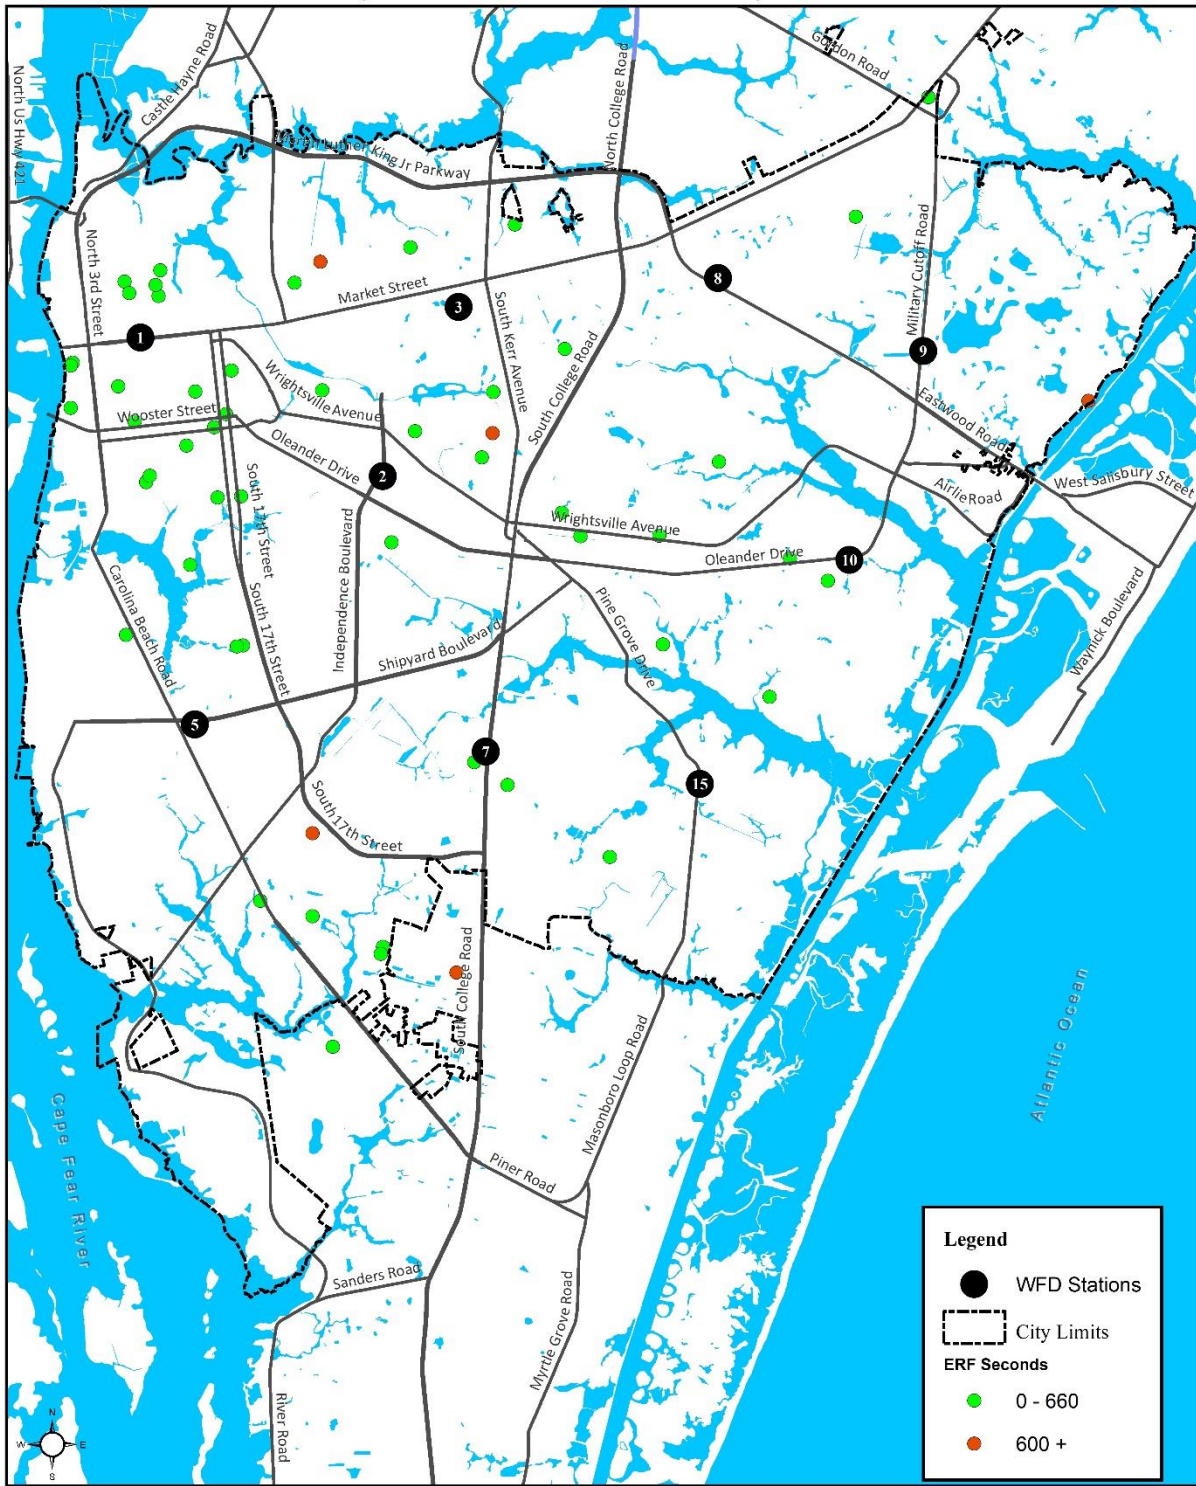 Gordon Road
Castle Hayne Road
North Us Hwy 421
North College Road
Martin Luther King Jr Parkway
North 3rd Street
Military Cutoff Road
8
Market Street
3
1
South Kerr Avenue
9
South College Road
Wrightsville Avenue
Eastwood Road
Wooster Street
Oleander Drive
2
West Salisbury Street
Airlie Road
South 17th Street
Wrightsville Avenue
Independence Boulevard
Oleander Drive
10
Carolina Beach Road
South 17th Street
Pine Grove Drive
Waynick Boulevard
Shipyard Boulevard
5
7
15
South 17th Street
South College Road
Masonboro Loop Road
Atlantic Ocean
Cape Fear River
Piner Road
Sanders Road
Myrtle Grove Road
River Road
N
W E
S
Legend
WFD Stations
City Limits
ERF Seconds
0 - 660
600 +